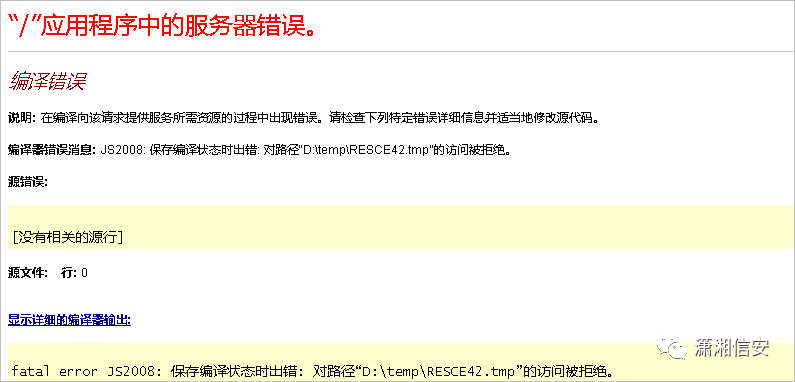 “/”应用程序中的服务器错误。
编译错误
说明: 在编译向该请求提供服务所需资源的过程中出现错误。请检查下列特定错误详细信息并适当地修改源代码。
编译器错误消息: JS2008: 保存编译状态时出错: 对路径“D:\temp\RESCE42.tmp”的访问被拒绝。
源错误:
[没有相关的源行]
源文件: 行: 0
显示详细的编译器输出:
fatal error JS2008: 保存编译状态时出错: 对路径“D:\temp\RESCE42.tmp”的访问被拒绝。
潇湘信安